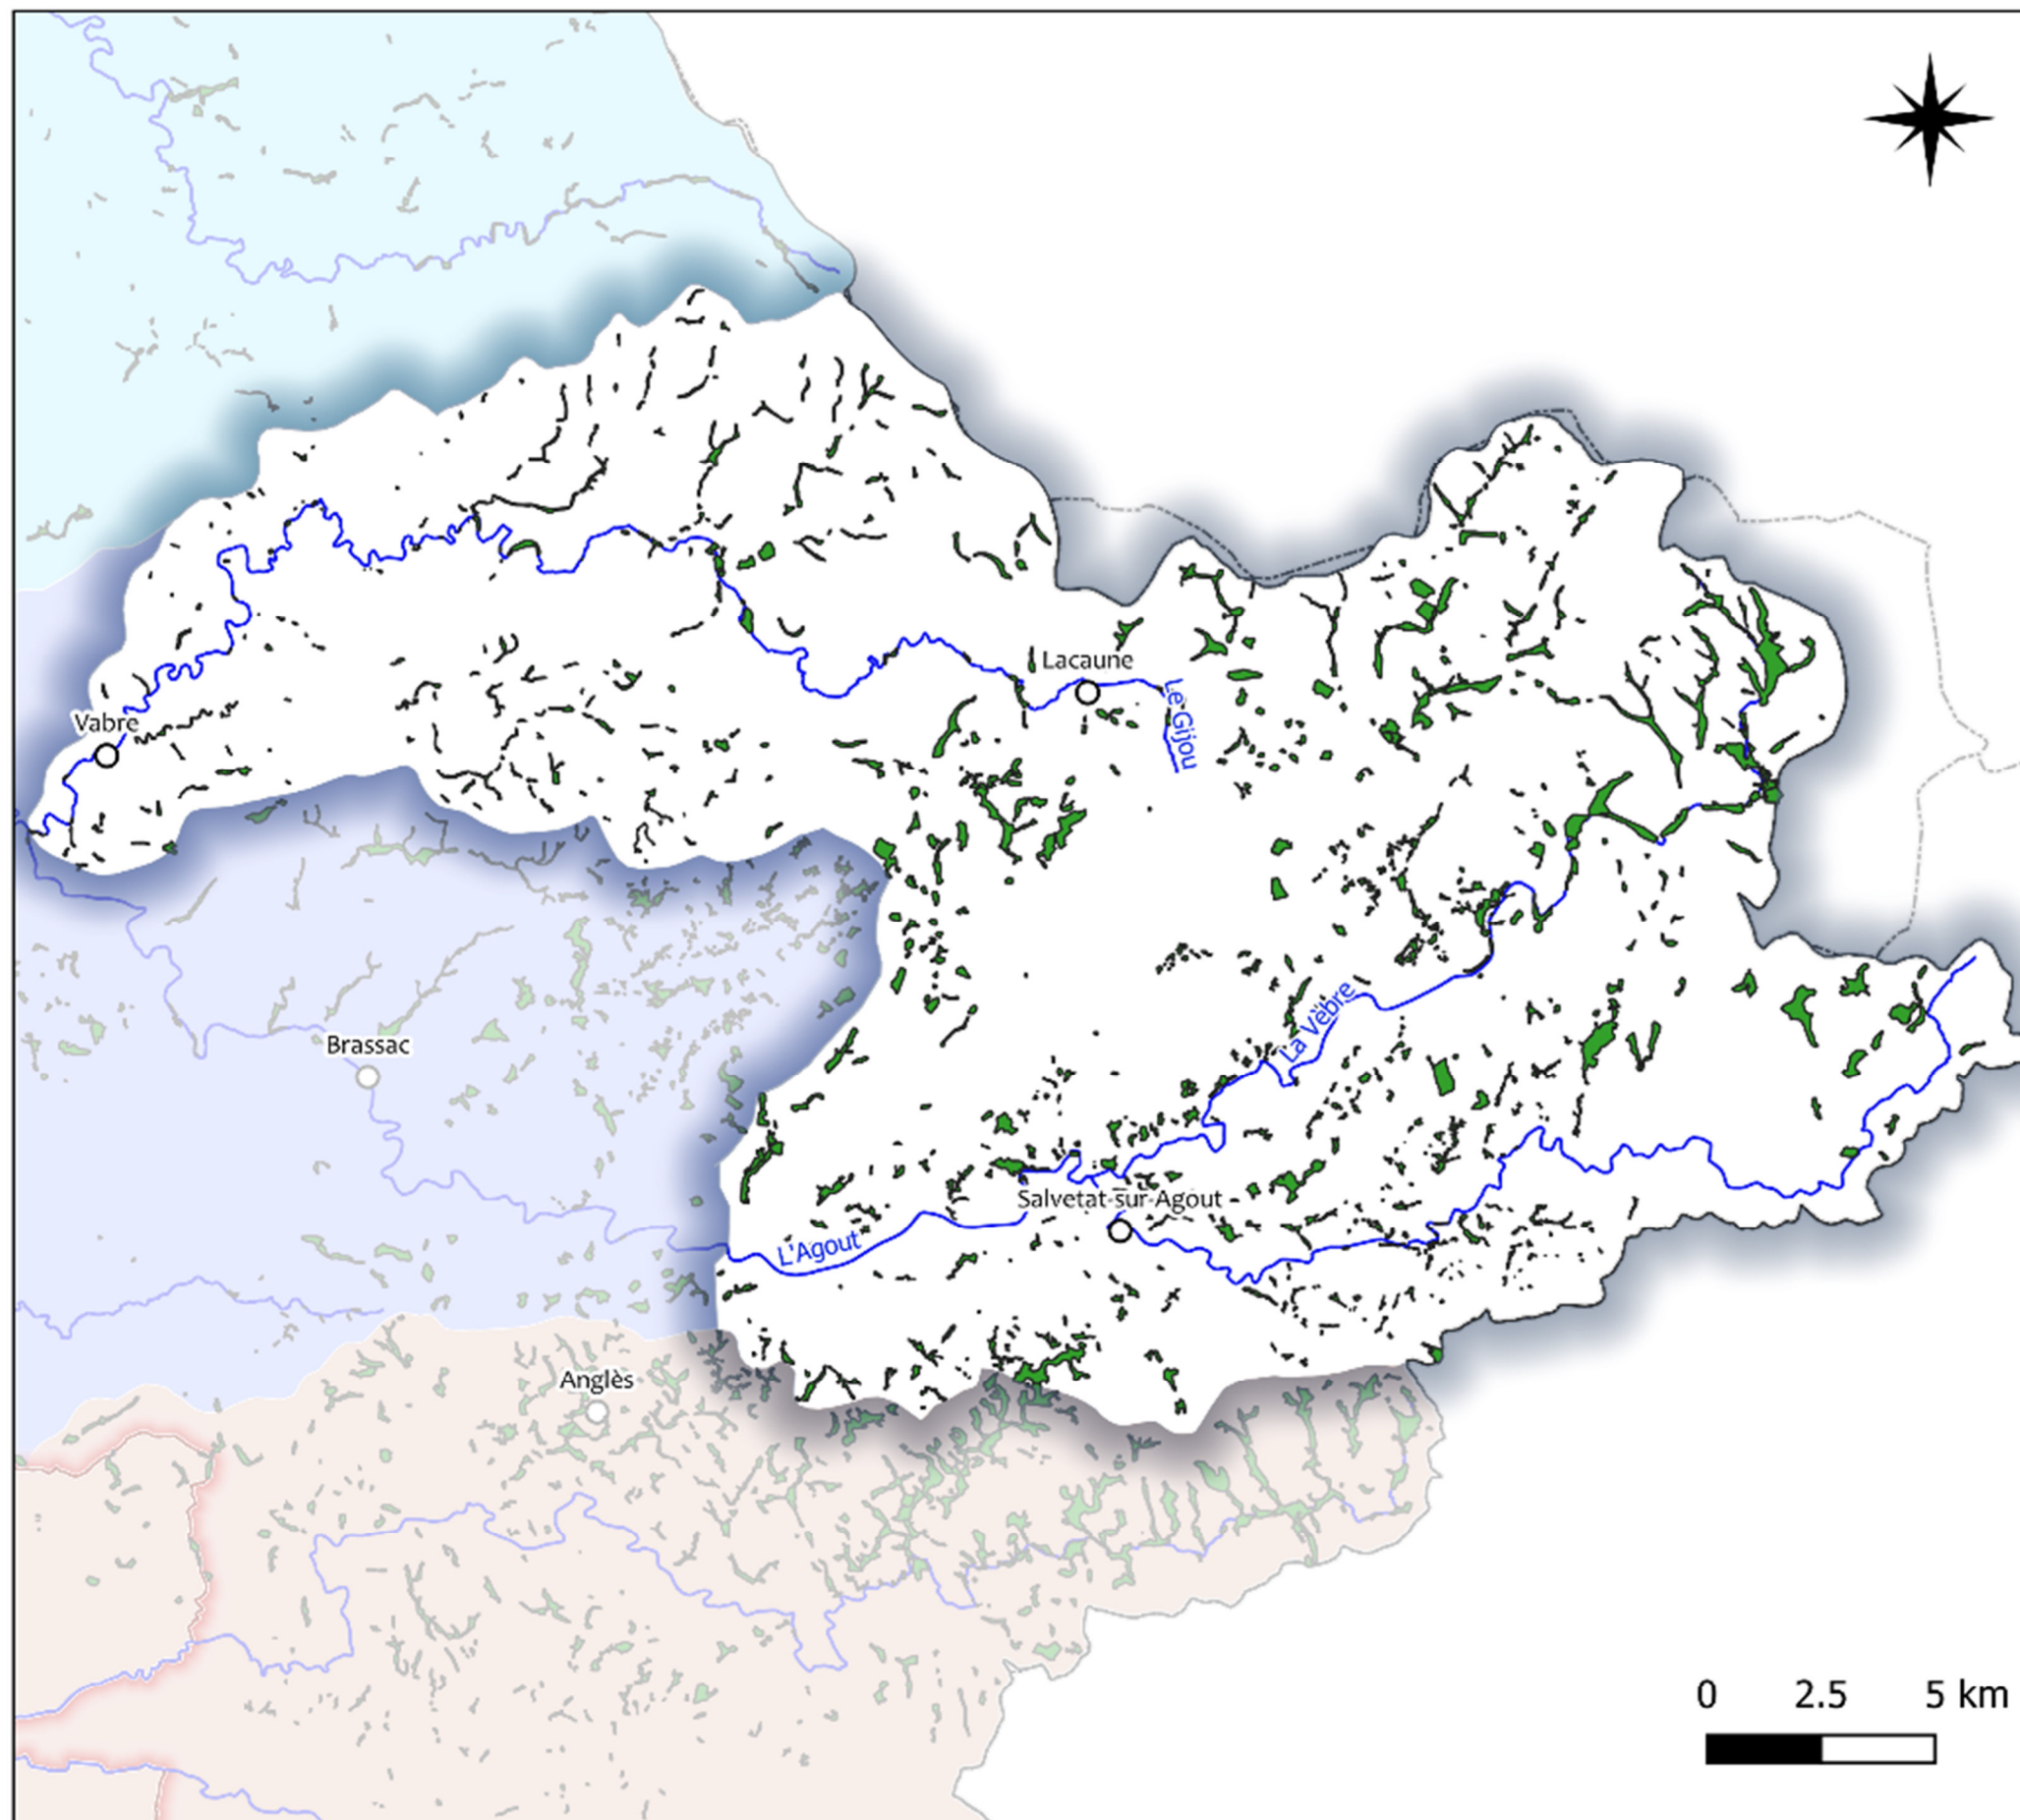 Lacaune
Le Gijou
Vabre
La Vèbre
Brassac
Salvetat sur Agout
L'Agout
Anglès
0 2.5 5 km